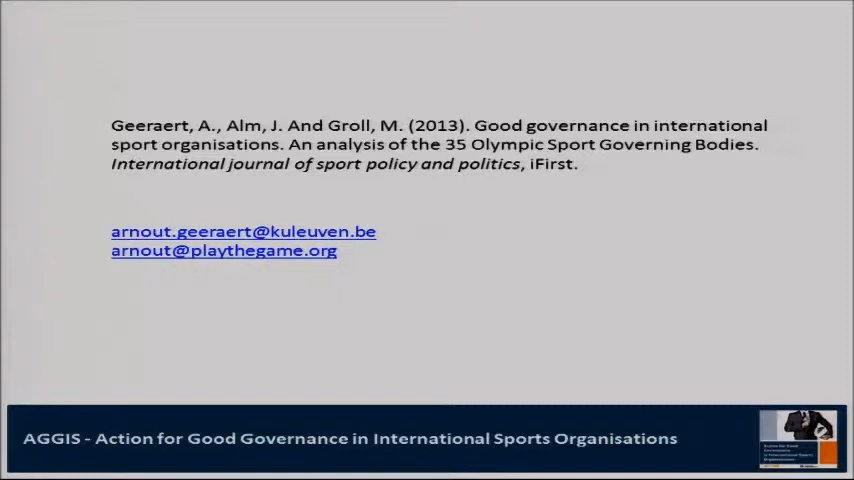 Geeraert, A., Alm, J. And Groll, M. (2013). Good governance in international
sport organisations. An analysis of the 35 Olympic Sport Governing Bodies.
International journal of sport policy and politics, iFirst.
arnout.geeraert@kuleuven.be
arnout@playthegame.org
AGGIS - Action for Good Governance in International Sports Organisations